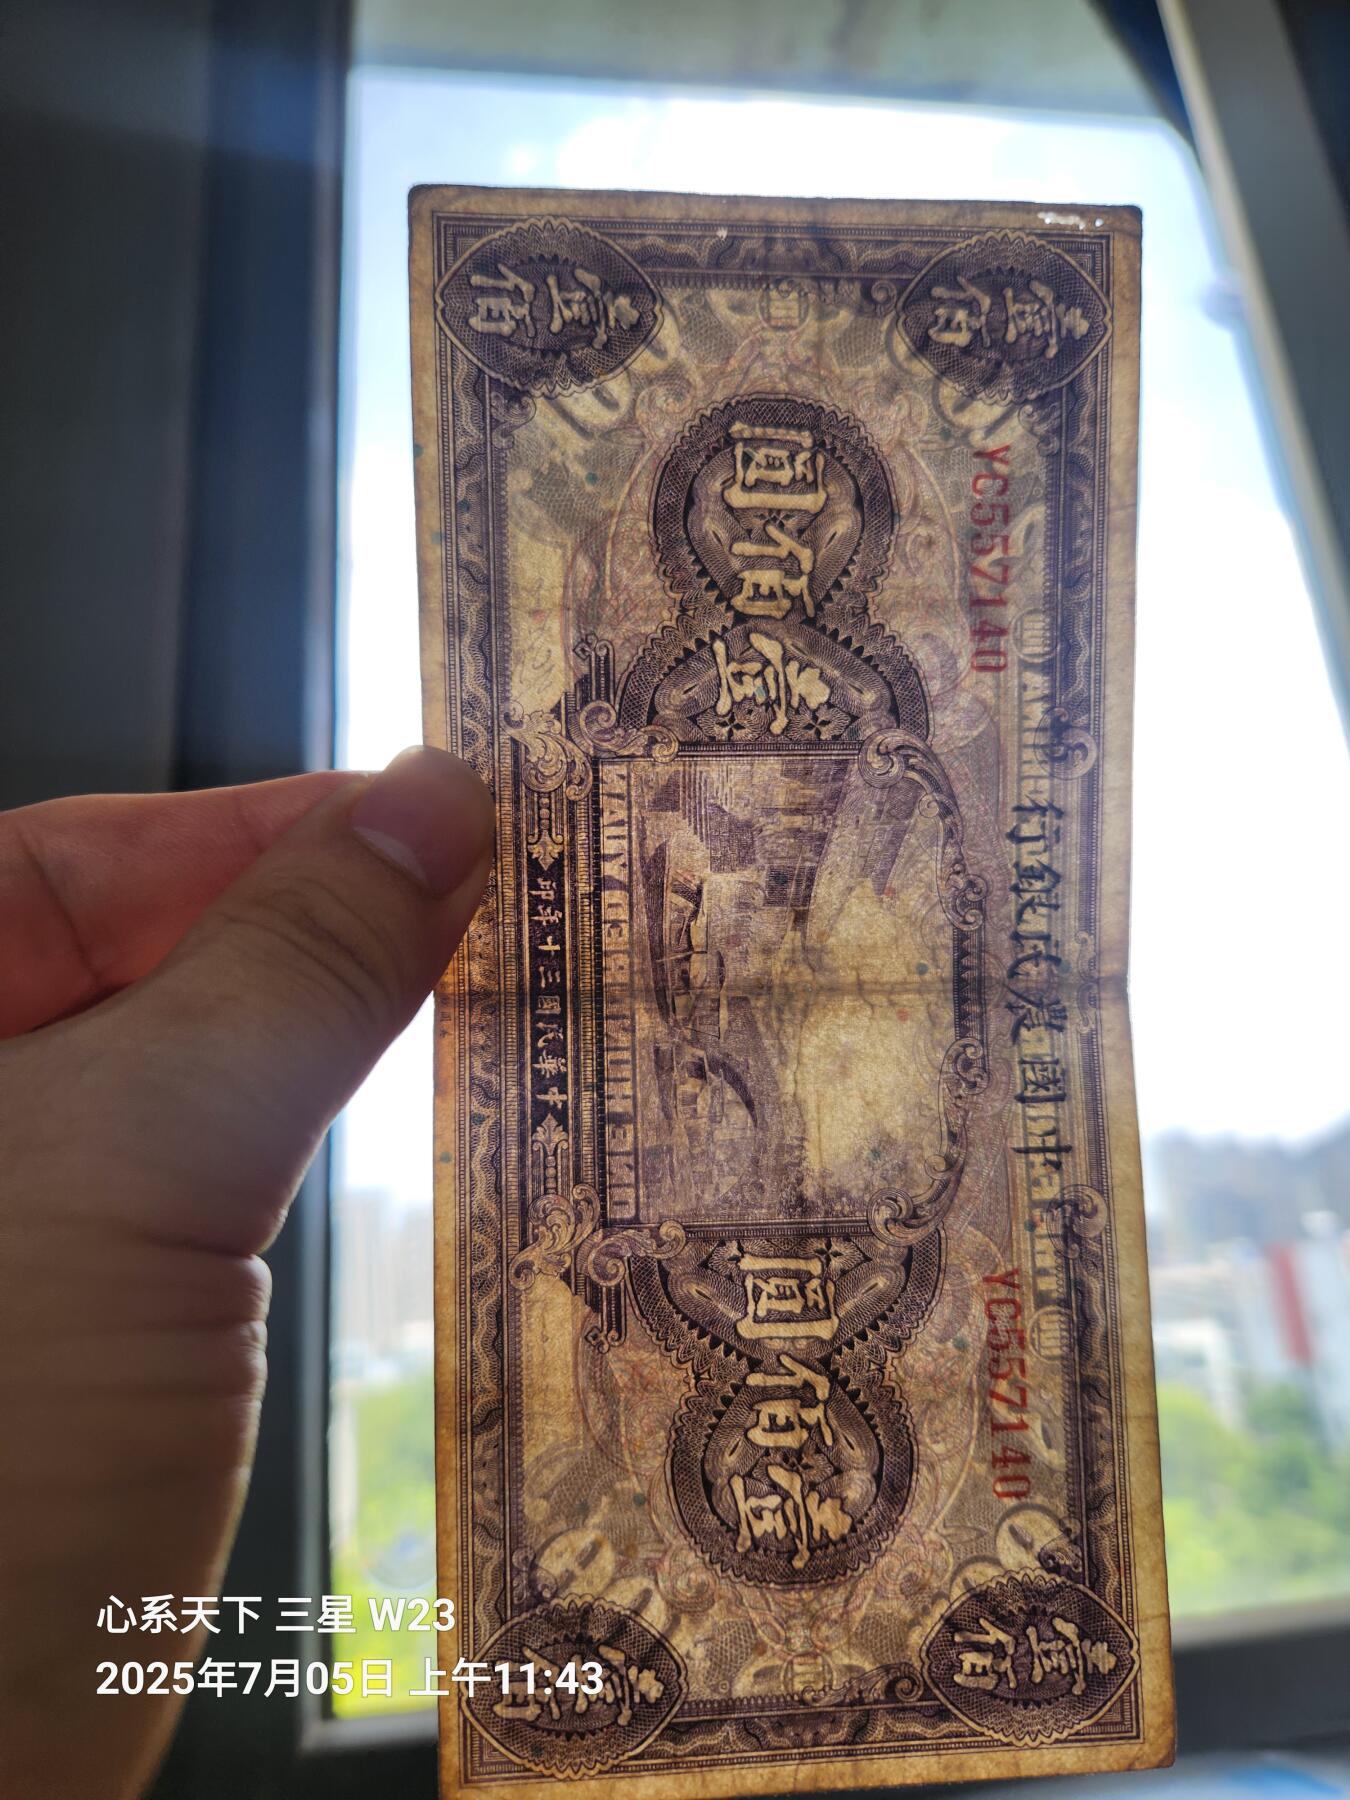 行銀民農國中
YC557140
YC557140
圓佰壹
圓佰壹
印年十三國民華中
壹佰
壹佰
壹佰
壹佰
心系天下 三星 W23
2025年7月05日 上午11:43